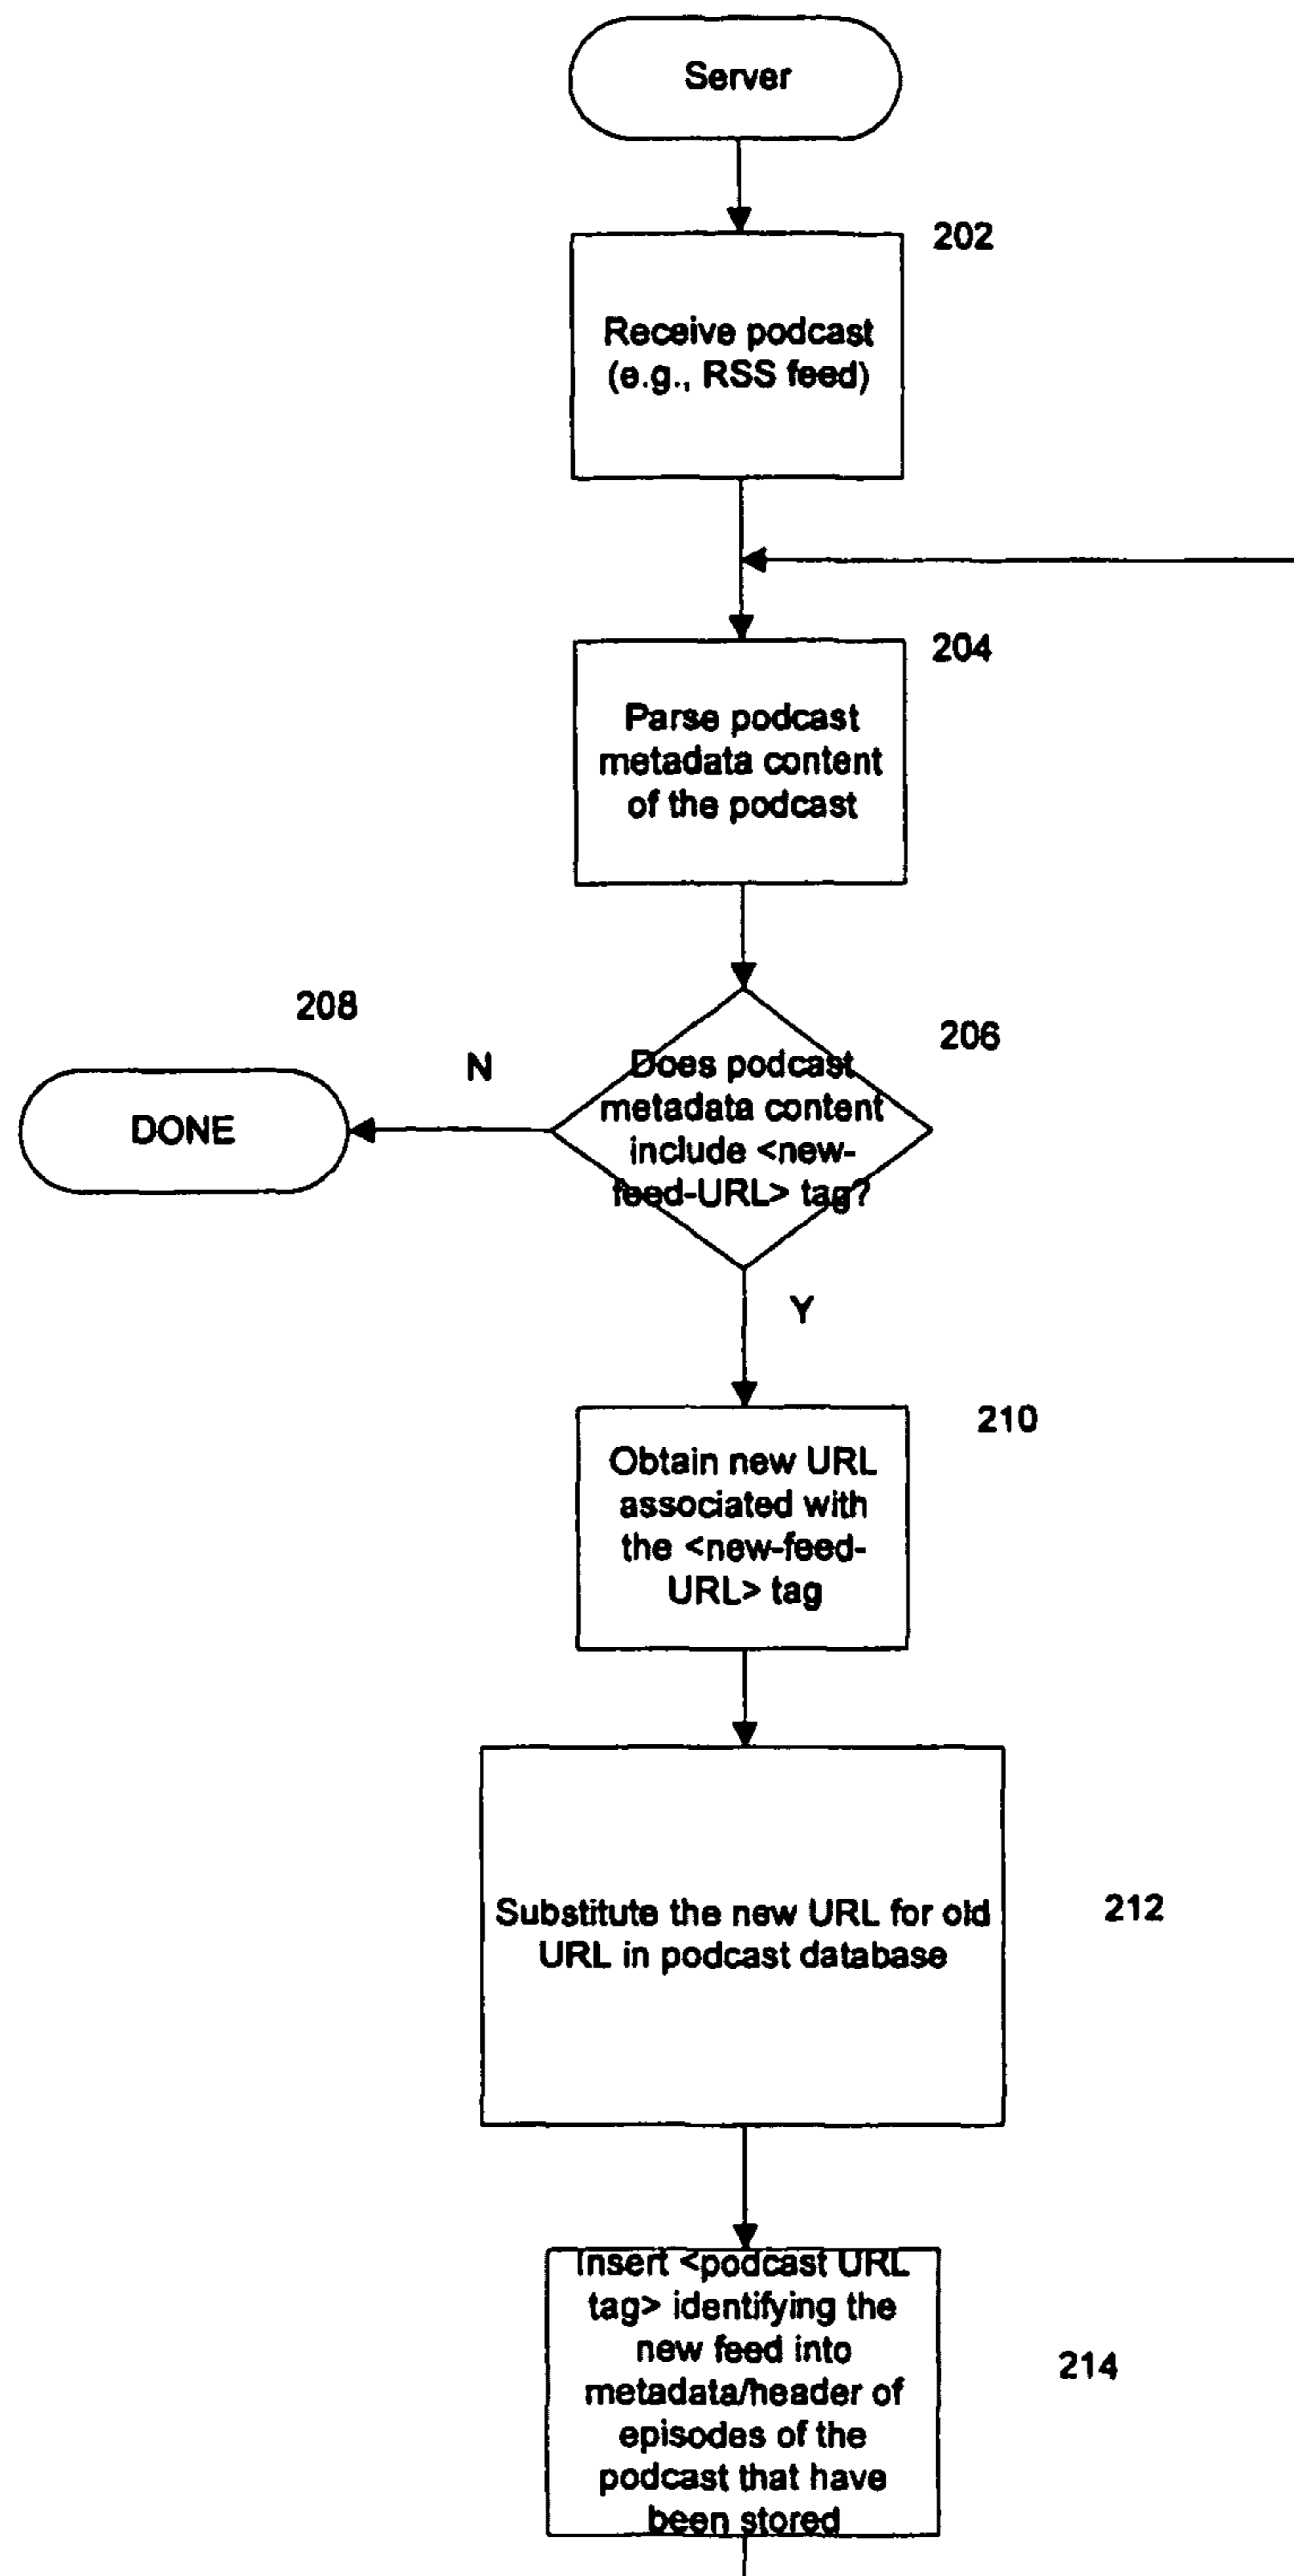 Server
202
Receive podcast
(e.g., RSS feed)
204
Parse podcast
metadata content
of the podcast
208
206
N
DONE
Does podcast
metadata content
include <new-
feed-URL> tag?
Y
210
Obtain new URL
associated with
the <new-feed-
URL> tag
212
Substitute the new URL for old
URL in podcast database
214
Insert <podcast URL
tag> identifying the
new feed into
metadata/header of
episodes of the
podcast that have
been stored